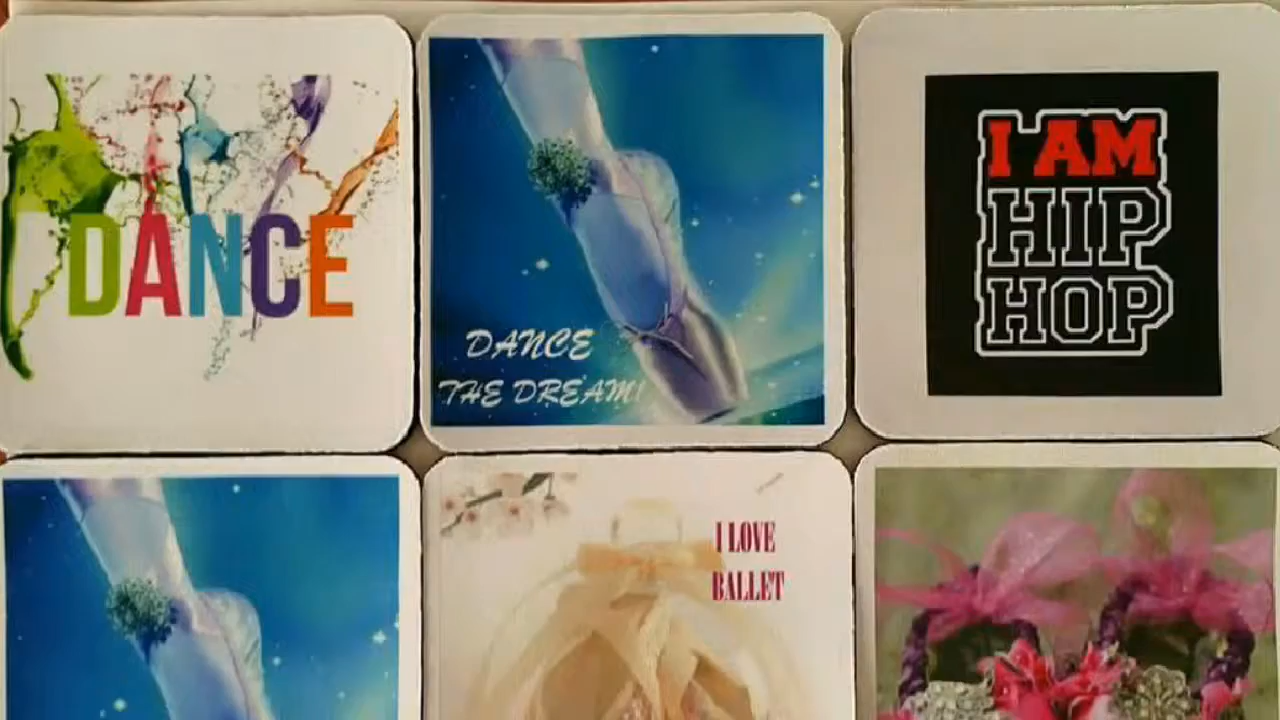 DANCE
DANCE
THE DREAM!
I AM
HIP
HOP
I LOVE
BALLET